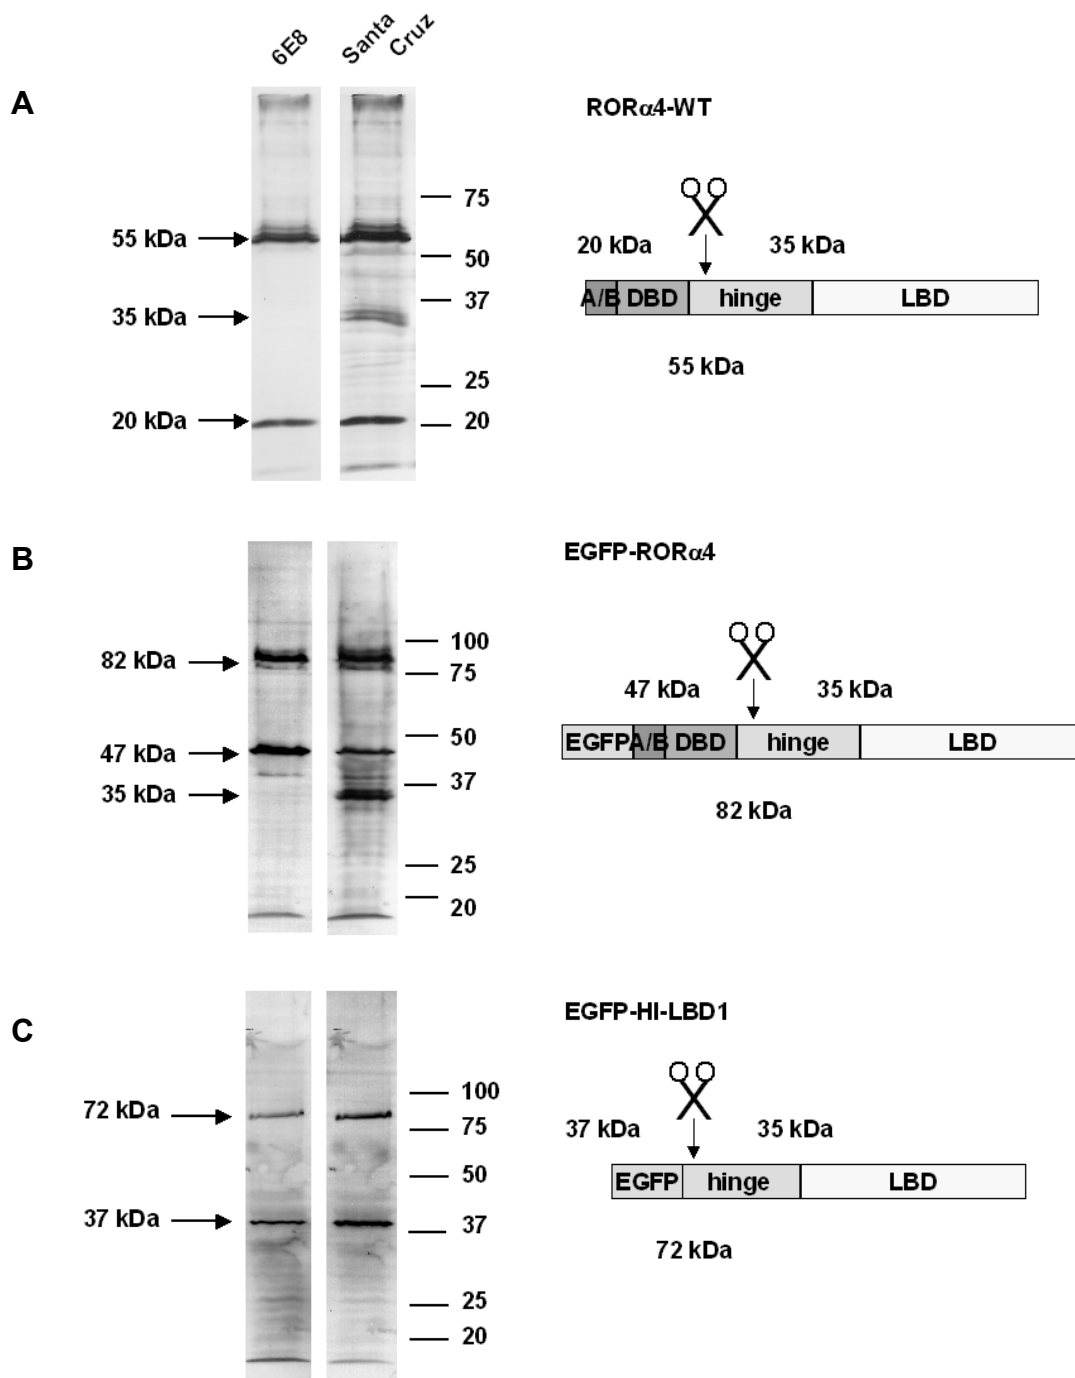 6E8
Santa Cruz
A
RORα4-WT
75
50
37
25
20
55 kDa
35 kDa
20 kDa
20 kDa
35 kDa
A/B DBD hinge LBD
55 kDa
B
EGFP-RORα4
100
75
50
37
25
20
82 kDa
47 kDa
35 kDa
47 kDa
35 kDa
EGFP A/B DBD hinge LBD
82 kDa
C
EGFP-HI-LBD1
100
75
50
37
25
20
72 kDa
37 kDa
37 kDa
35 kDa
EGFP hinge LBD
72 kDa